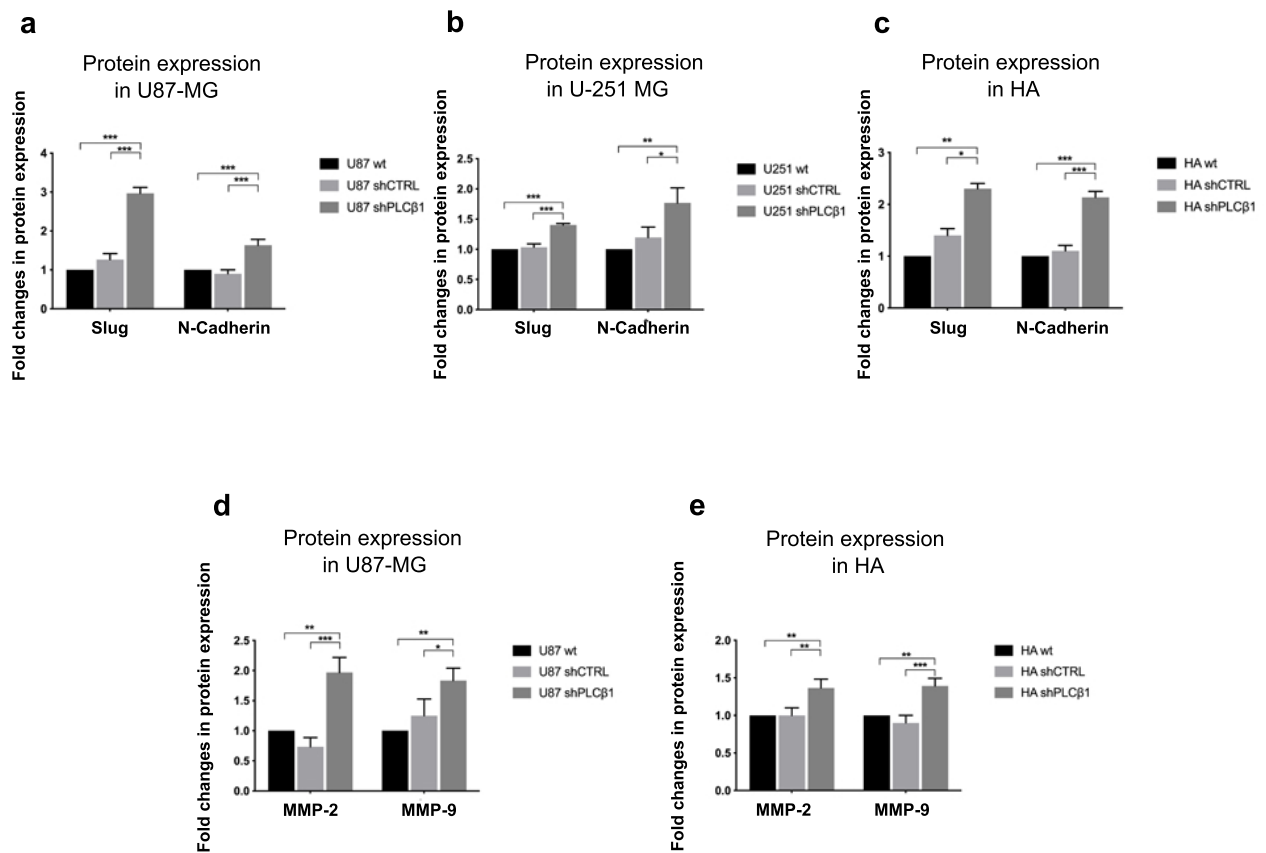 a
Protein expression
in U87-MG
Fold changes in protein expression
4
3
2
1
0
***
***
***
***
Slug
N-Cadherin
U87 wt
U87 shCTRL
U87 shPLCβ1
b
Protein expression
in U-251 MG
Fold changes in protein expression
2.5
2.0
1.5
1.0
0.5
0.0
***
***
**
*
Slug
N-Cadherin
U251 wt
U251 shCTRL
U251 shPLCβ1
c
Protein expression
in HA
Fold changes in protein expression
3
2
1
0
**
*
***
***
Slug
N-Cadherin
HA wt
HA shCTRL
HA shPLCβ1
d
Protein expression
in U87-MG
Fold changes in protein expression
2.5
2.0
1.5
1.0
0.5
0.0
**
***
**
*
MMP-2
MMP-9
U87 wt
U87 shCTRL
U87 shPLCβ1
e
Protein expression
in HA
Fold changes in protein expression
2.0
1.5
1.0
0.5
0.0
**
**
**
***
MMP-2
MMP-9
HA wt
HA shCTRL
HA shPLCβ1